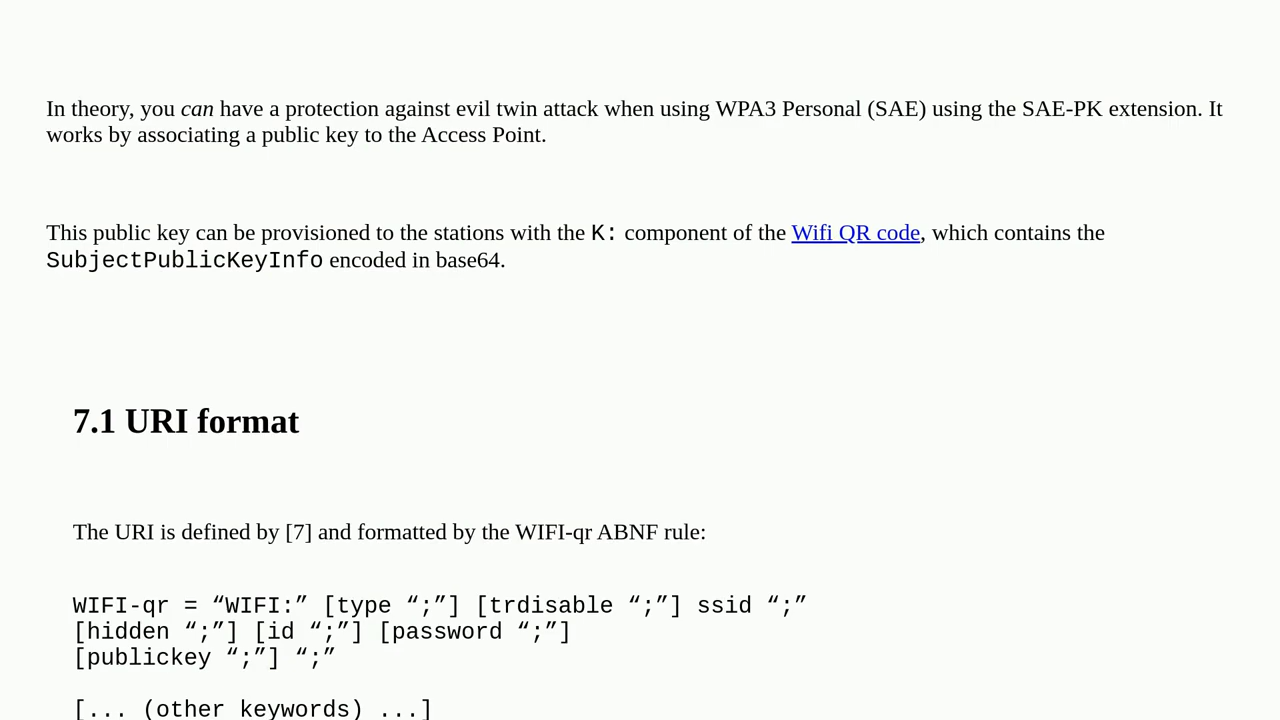 In theory, you can have a protection against evil twin attack when using WPA3 Personal (SAE) using the SAE-PK extension. It
works by associating a public key to the Access Point.
This public key can be provisioned to the stations with the K: component of the Wifi QR code, which contains the
SubjectPublicKeyInfo encoded in base64.
7.1 URI format
The URI is defined by [7] and formatted by the WIFI-qr ABNF rule:
WIFI-qr = “WIFI:” [type “;”] [trdisable “;”] ssid “;”
[hidden “;”] [id “;”] [password “;”]
[publickey “;”] “;”
[... (other keywords) ...]